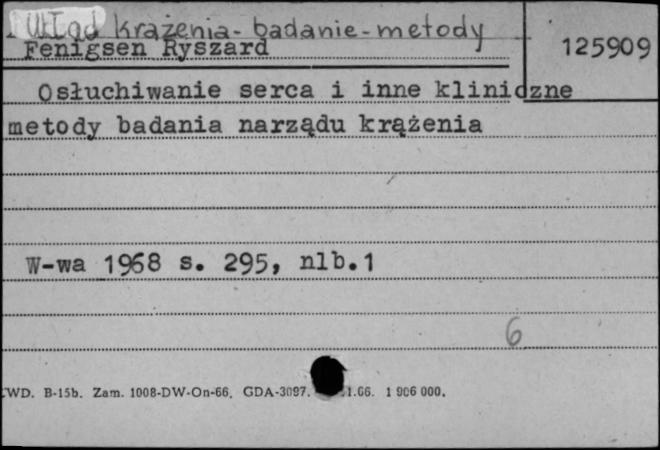 Układ krążenia - badanie - metody
Fenigsen Ryszard
125909
Osłuchiwanie serca i inne kliniczne
metody badania narządu krążenia
W-wa 1968 s. 295, nlb.1
6
WD. B-15b. Zam. 1008-DW-On-66. GDA-3097. 1.66. 1 906 000.